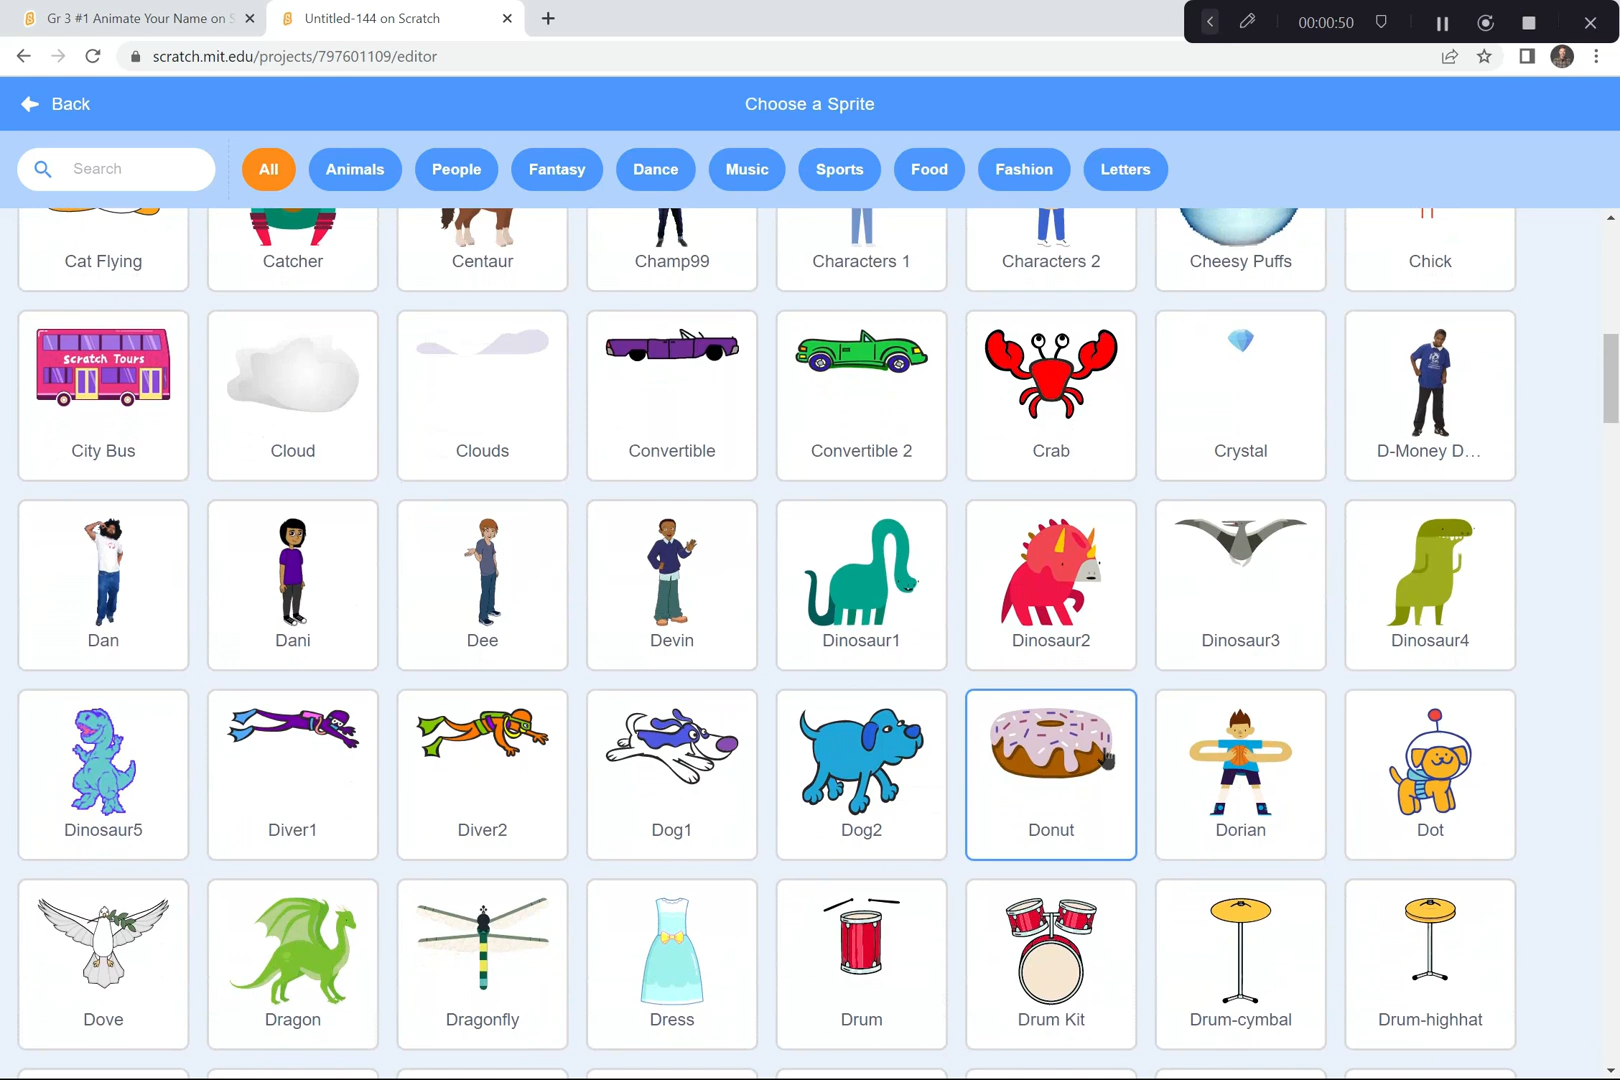 Gr 3 #1 Animate Your Name on S
Untitled-144 on Scratch
00:00:50
scratch.mit.edu/projects/797601109/editor
Back
Choose a Sprite
Search
All
Animals
People
Fantasy
Dance
Music
Sports
Food
Fashion
Letters
Cat Flying
Catcher
Centaur
Champ99
Characters 1
Characters 2
Cheesy Puffs
Chick
Scratch Tours
City Bus
Cloud
Clouds
Convertible
Convertible 2
Crab
Crystal
D-Money D…
Dan
Dani
Dee
Devin
Dinosaur1
Dinosaur2
Dinosaur3
Dinosaur4
Dinosaur5
Diver1
Diver2
Dog1
Dog2
Donut
Dorian
Dot
Dove
Dragon
Dragonfly
Dress
Drum
Drum Kit
Drum-cymbal
Drum-highhat